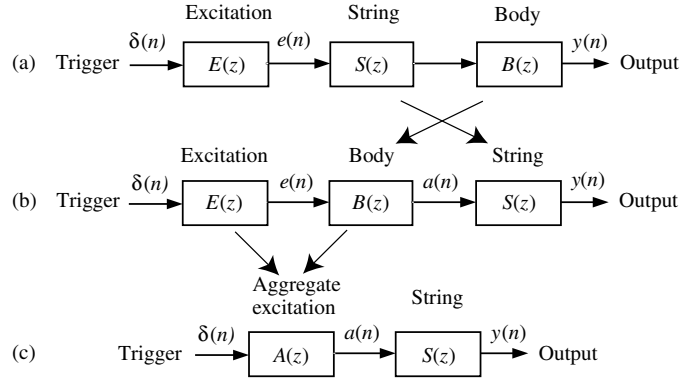 Excitation String Body
(a) Trigger δ(n) E(z) e(n) S(z) B(z) y(n) Output
Excitation Body String
(b) Trigger δ(n) E(z) e(n) B(z) a(n) S(z) y(n) Output
Aggregate
excitation String
(c) Trigger δ(n) A(z) a(n) S(z) y(n) Output